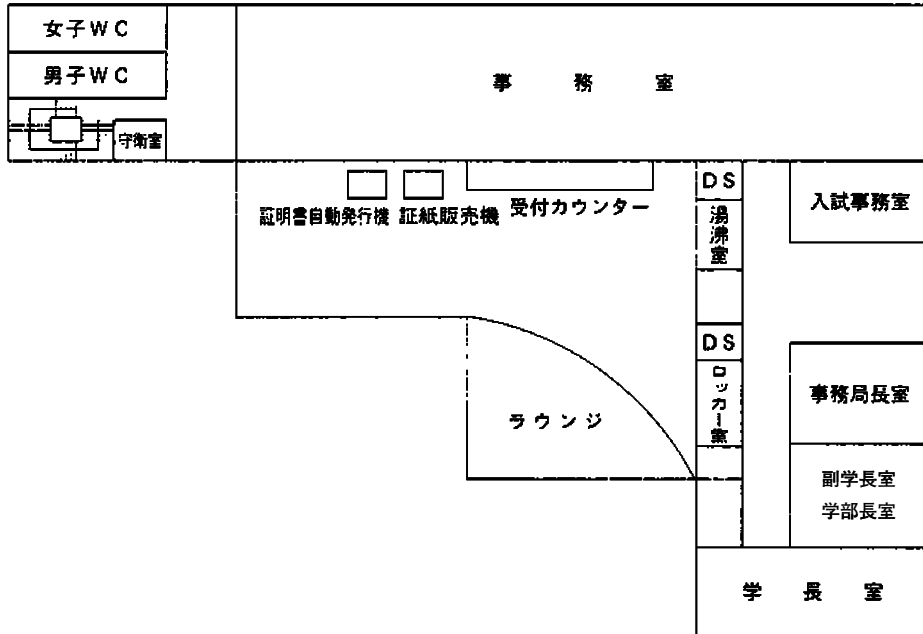 女子WC
男子WC
守衛室
事務室
証明書自動発行機
証紙販売機
受付カウンター
DS
湯沸室
入試事務室
DS
ロッカー室
事務局長室
ラウンジ
副学長室
学部長室
学長室